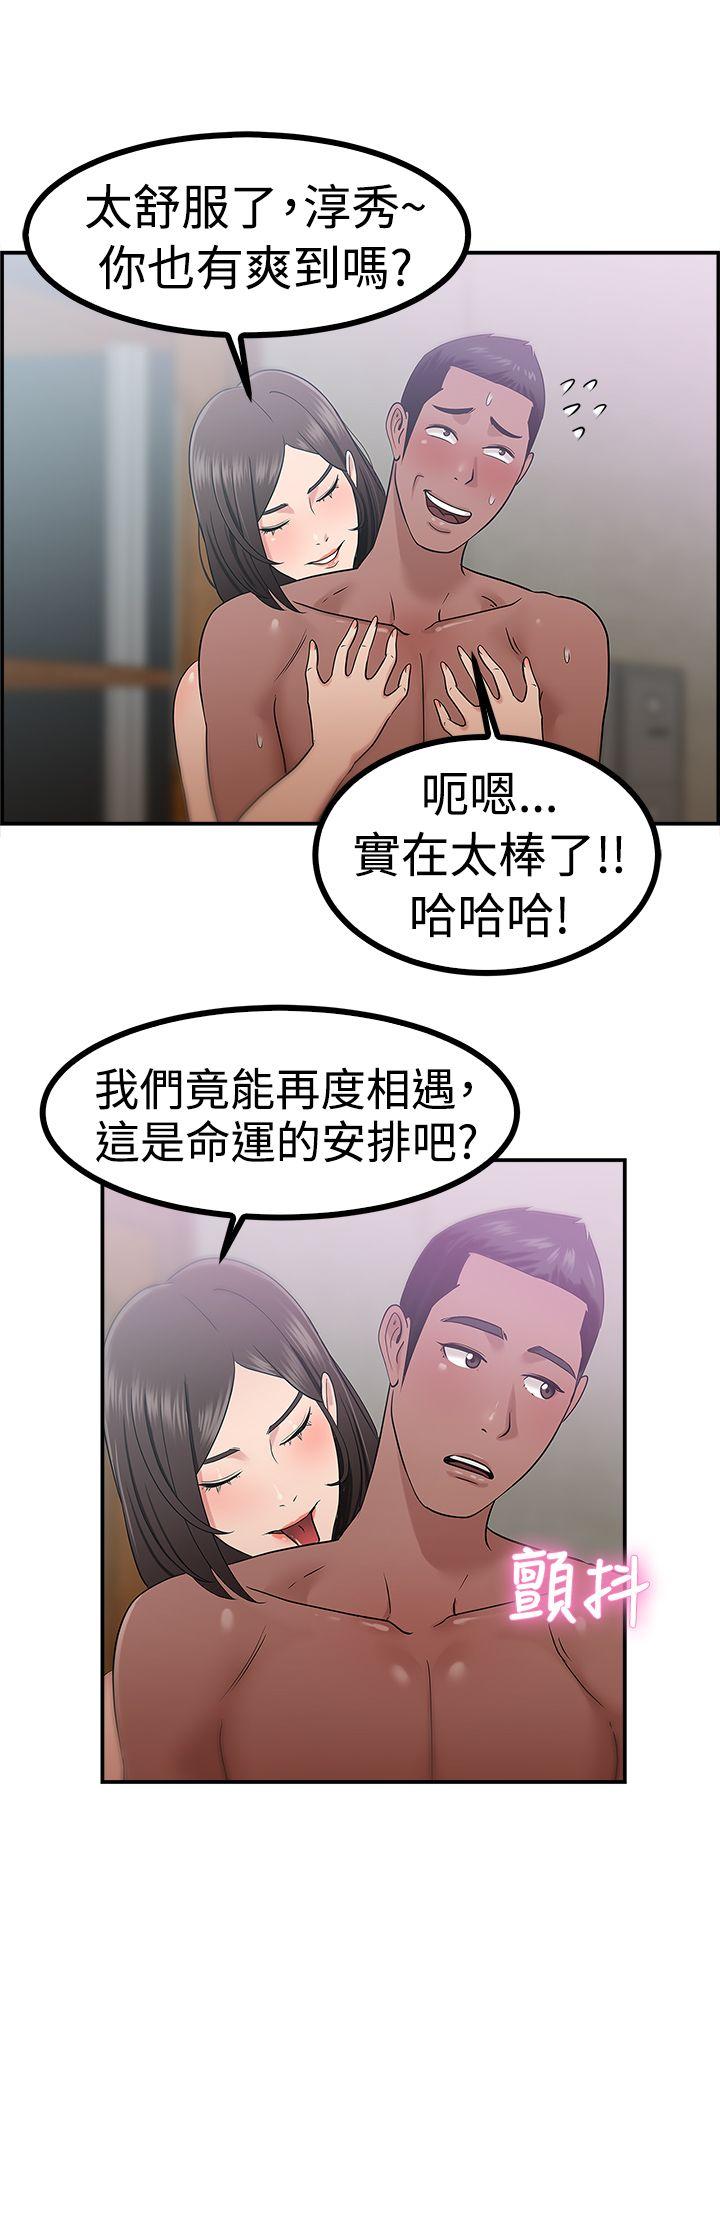 太舒服了，淳秀~
你也有爽到嗎?
呃嗯...
實在太棒了!!
哈哈哈!
我們竟能再度相遇，
這是命運的安排吧?
顫抖